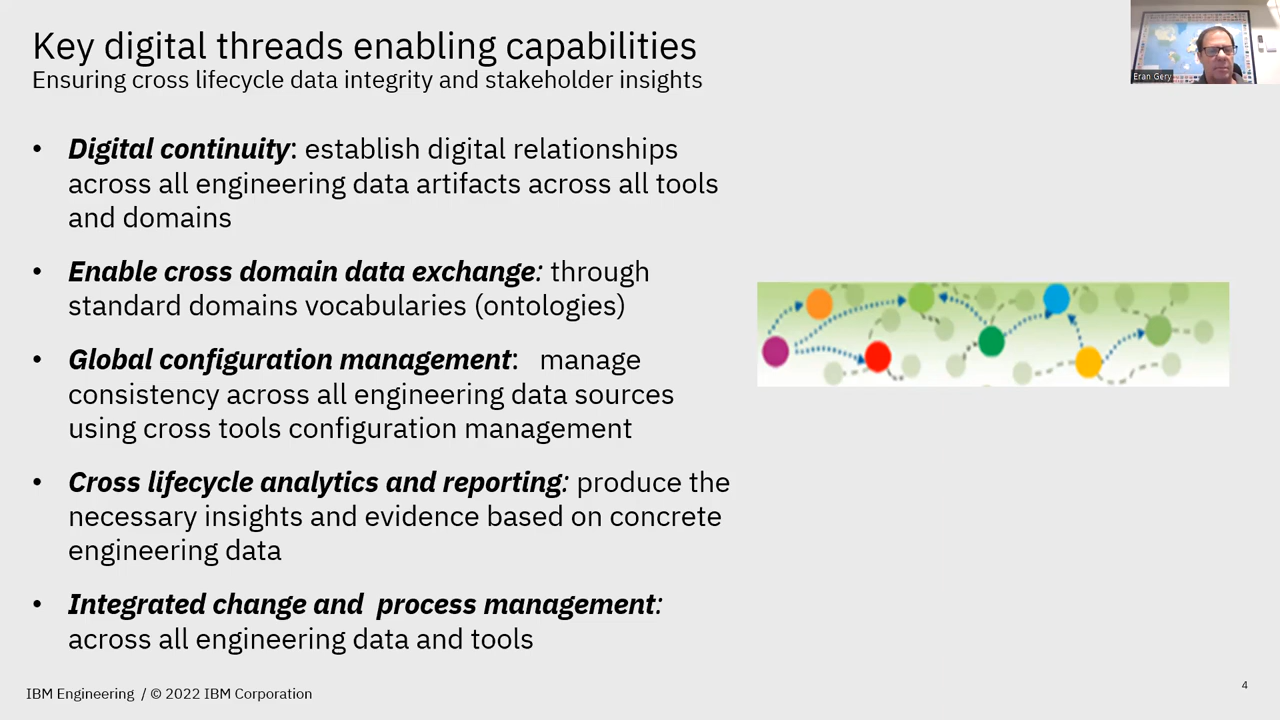 Key digital threads enabling capabilities
Ensuring cross lifecycle data integrity and stakeholder insights
Eran Gery
• Digital continuity: establish digital relationships
across all engineering data artifacts across all tools
and domains
• Enable cross domain data exchange: through
standard domains vocabularies (ontologies)
• Global configuration management: manage
consistency across all engineering data sources
using cross tools configuration management
• Cross lifecycle analytics and reporting: produce the
necessary insights and evidence based on concrete
engineering data
• Integrated change and process management:
across all engineering data and tools
IBM Engineering / © 2022 IBM Corporation
4